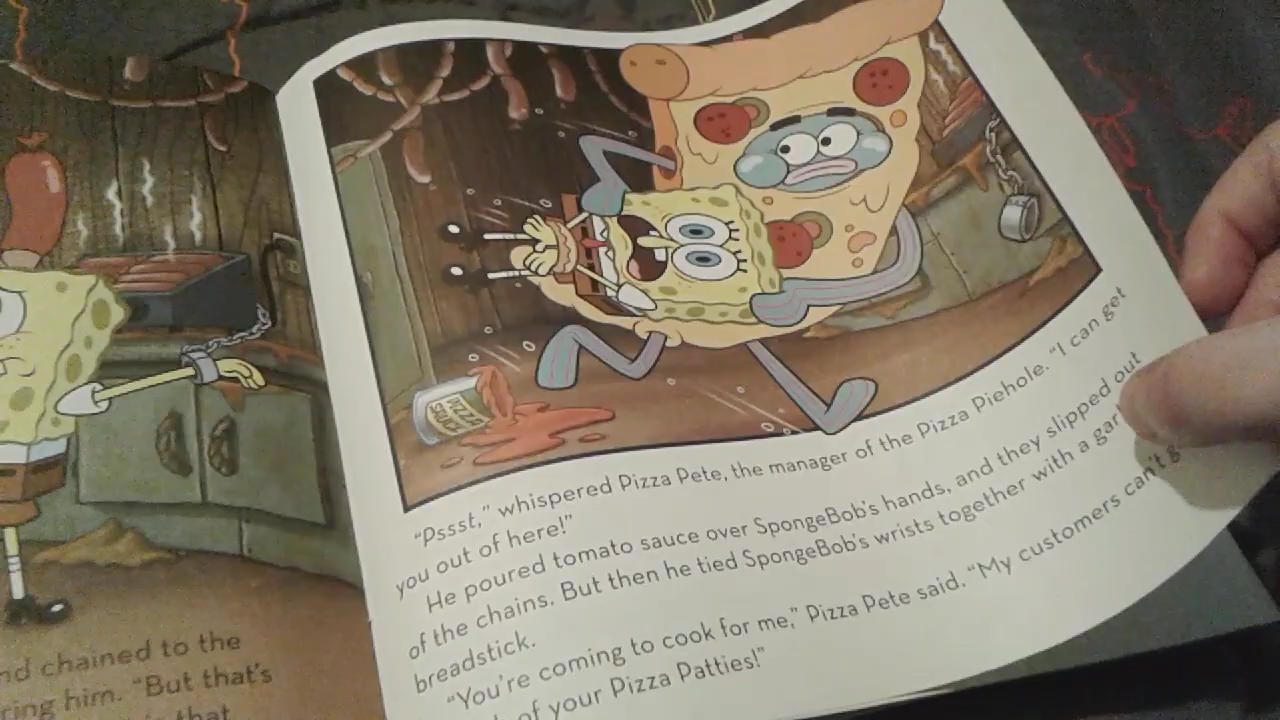 nd chained to the
ring him. "But that's
that
PIZZA
SAUCE
"Pssst," whispered Pizza Pete, the manager of the Pizza Piehole. "I can get
you out of here!"
He poured tomato sauce over SpongeBob's hands, and they slipped out
of the chains. But then he tied SpongeBob's wrists together with a gar
breadstick.
"You're coming to cook for me," Pizza Pete said. "My customers can't g
of your Pizza Patties!"